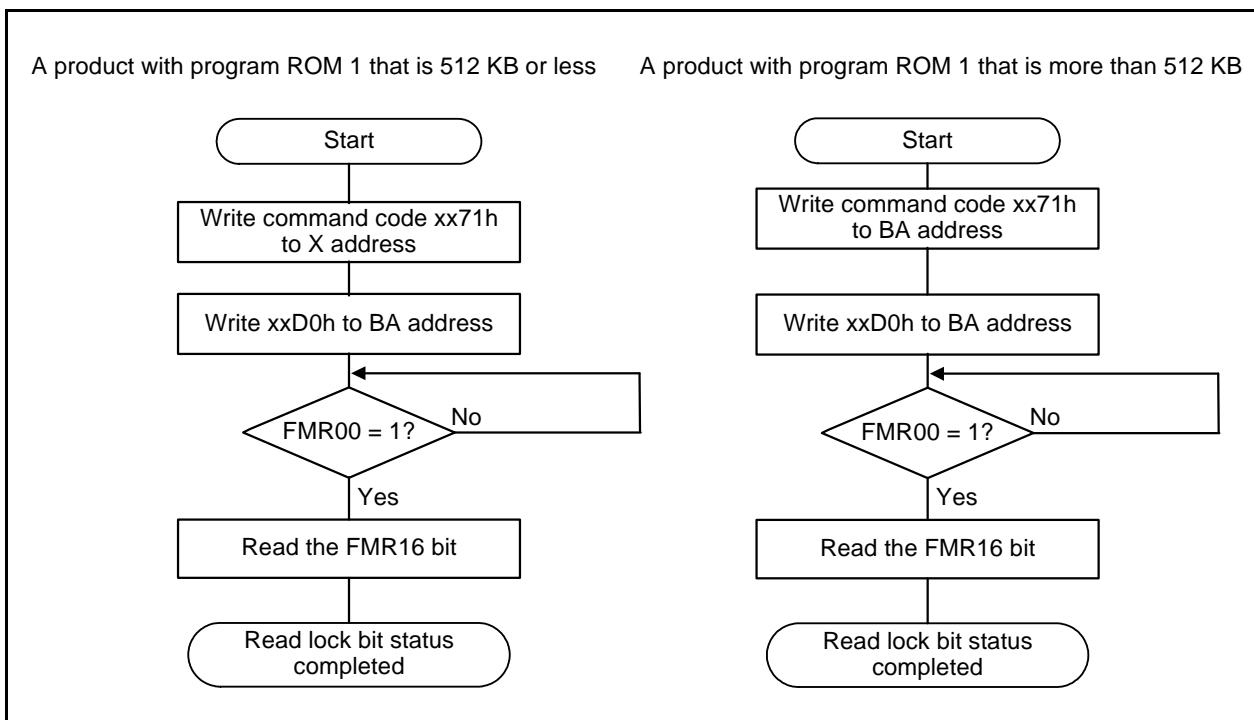 A product with program ROM 1 that is 512 KB or less
Start
Write command code xx71h
to X address
Write xxD0h to BA address
FMR00 = 1?
No
Yes
Read the FMR16 bit
Read lock bit status
completed
A product with program ROM 1 that is more than 512 KB
Start
Write command code xx71h
to BA address
Write xxD0h to BA address
FMR00 = 1?
No
Yes
Read the FMR16 bit
Read lock bit status
completed